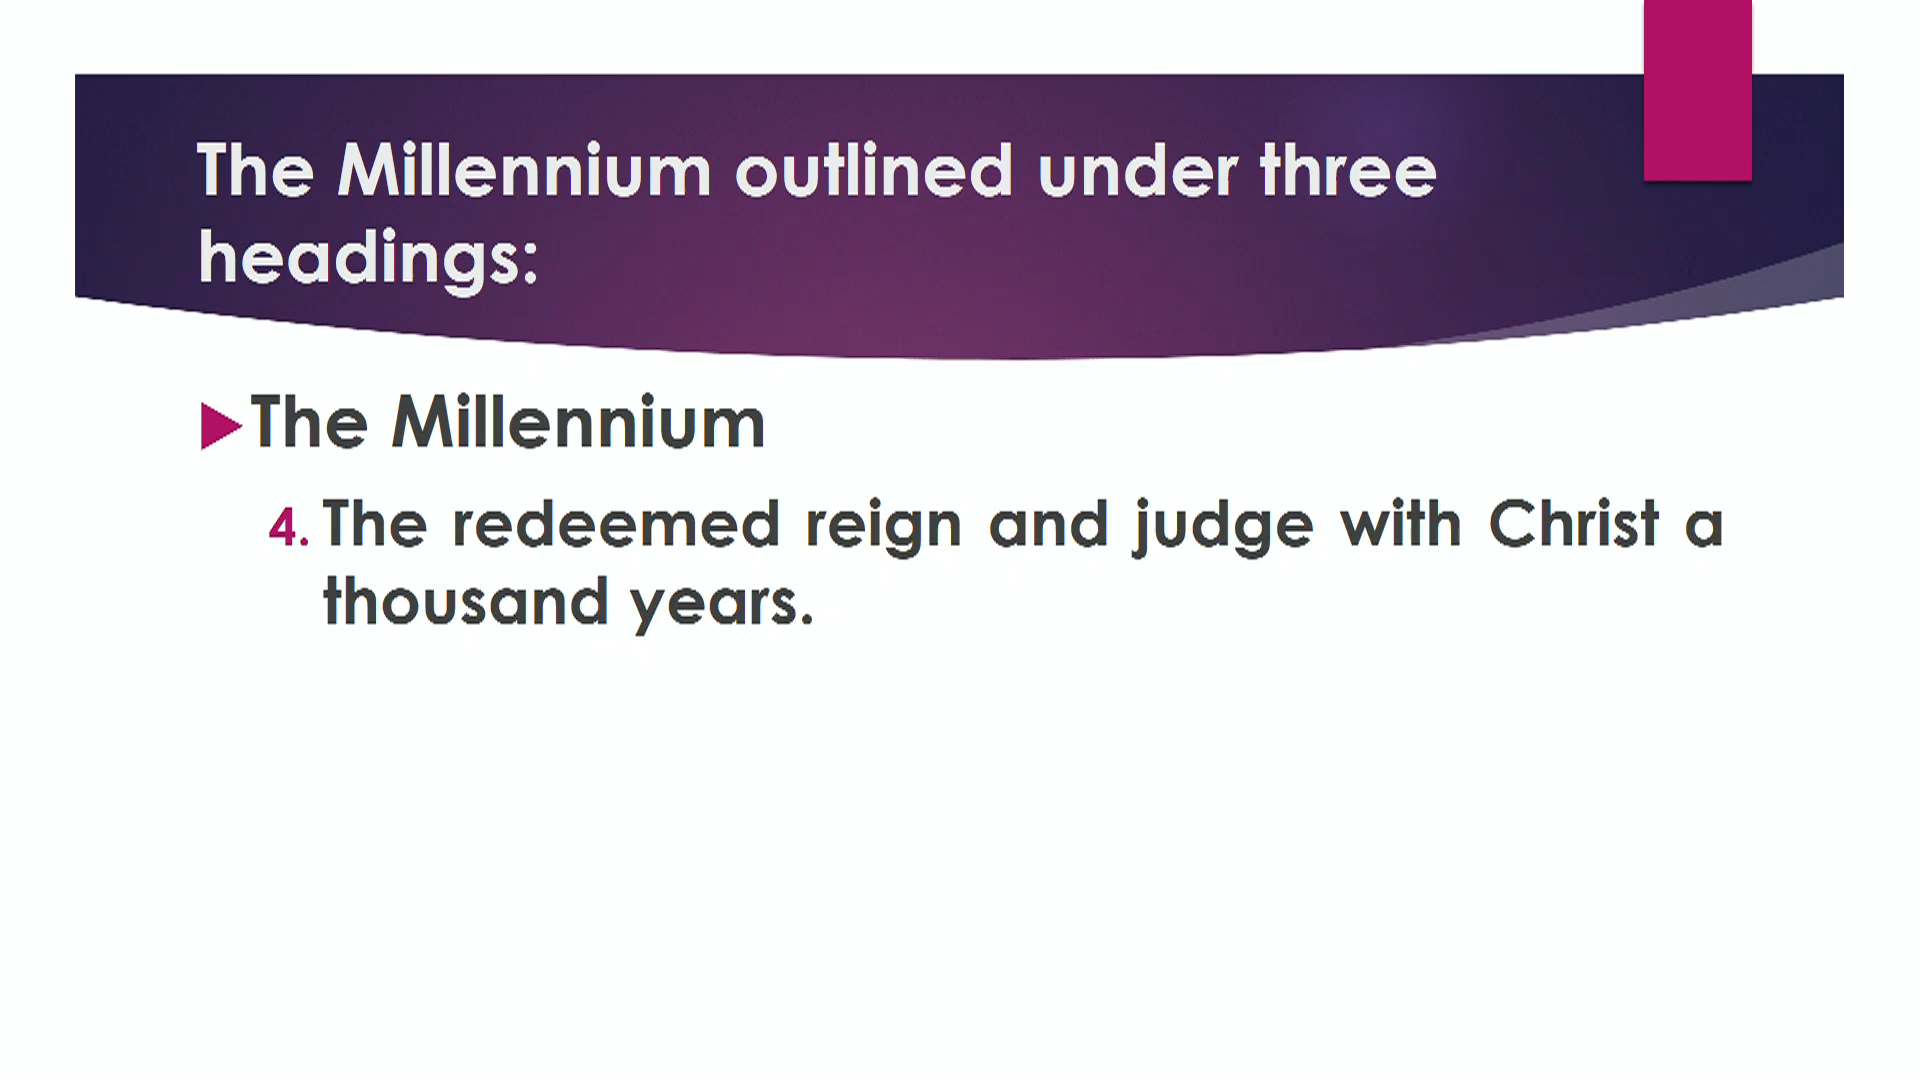 The Millennium outlined under three
headings:
The Millennium
4. The redeemed reign and judge with Christ a
thousand years.